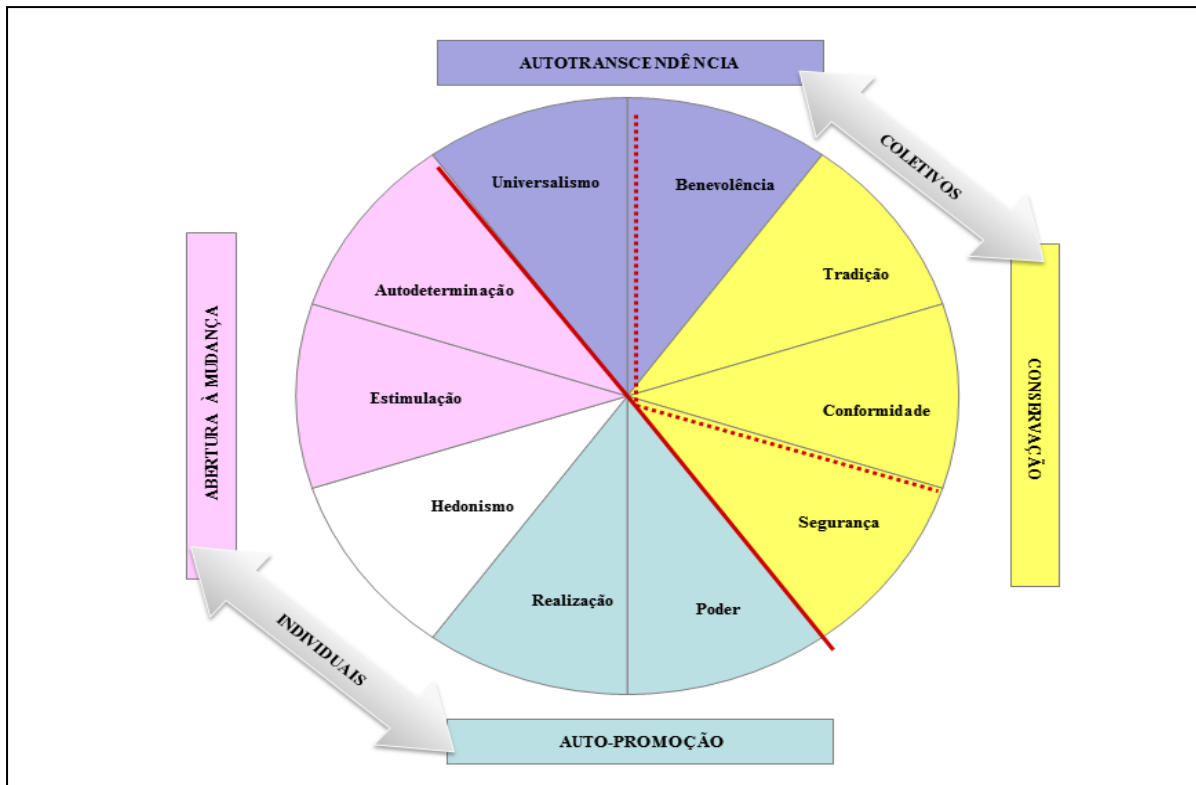 AUTOTRANSCENDÊNCIA
COLETIVOS
Universalismo
Benevolência
Tradição
Autodeterminação
Estimulação
Conformidade
ABERTURA À MUDANÇA
CONSERVAÇÃO
Hedonismo
Segurança
Realização
Poder
INDIVIDUAIS
AUTO-PROMOÇÃO